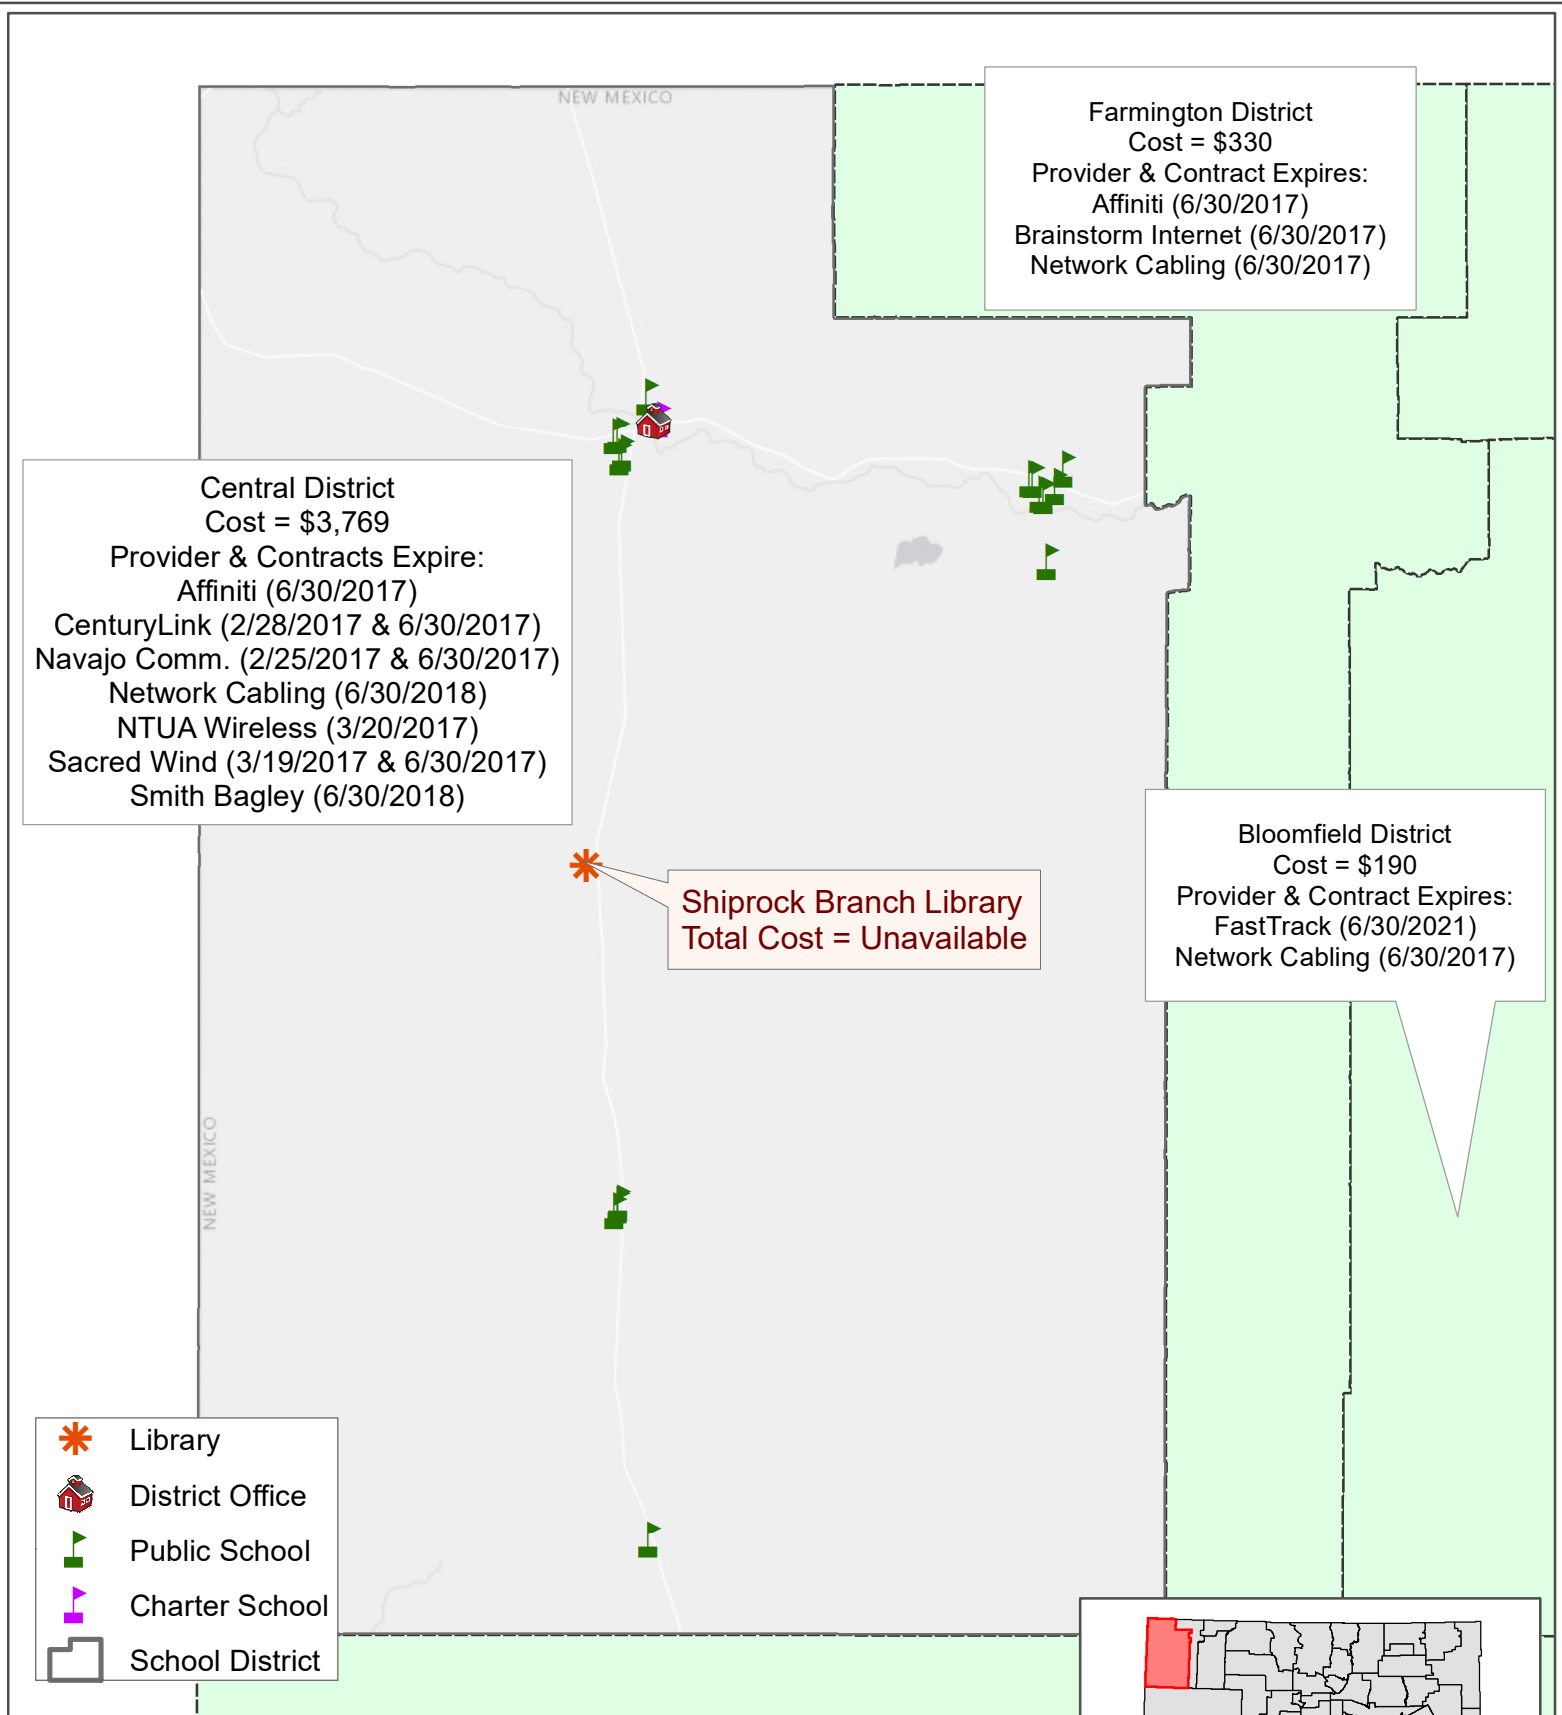 NEW MEXICO
Farmington District
Cost = $330
Provider & Contract Expires:
Affiniti (6/30/2017)
Brainstorm Internet (6/30/2017)
Network Cabling (6/30/2017)
Central District
Cost = $3,769
Provider & Contracts Expire:
Affiniti (6/30/2017)
CenturyLink (2/28/2017 & 6/30/2017)
Navajo Comm. (2/25/2017 & 6/30/2017)
Network Cabling (6/30/2018)
NTUA Wireless (3/20/2017)
Sacred Wind (3/19/2017 & 6/30/2017)
Smith Bagley (6/30/2018)
Bloomfield District
Cost = $190
Provider & Contract Expires:
FastTrack (6/30/2021)
Network Cabling (6/30/2017)
Shiprock Branch Library
Total Cost = Unavailable
NEW MEXICO
Library
District Office
Public School
Charter School
School District